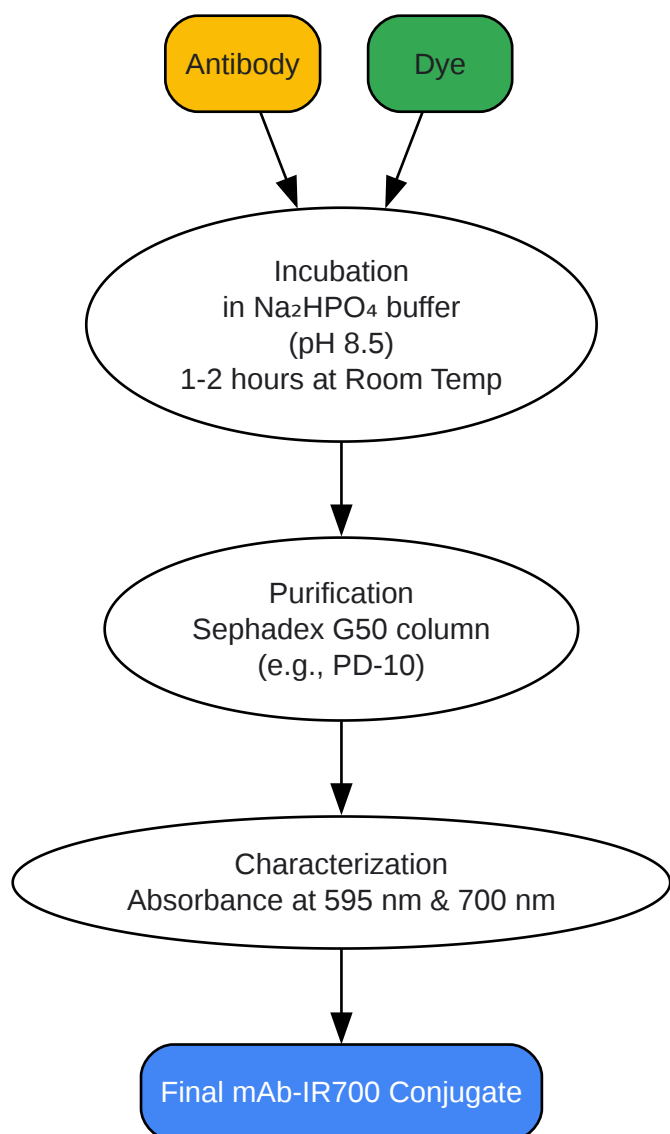 Antibody
Dye
Incubation
in Na₂HPO₄ buffer
(pH 8.5)
1-2 hours at Room Temp
Purification
Sephadex G50 column
(e.g., PD-10)
Characterization
Absorbance at 595 nm & 700 nm
Final mAb-IR700 Conjugate